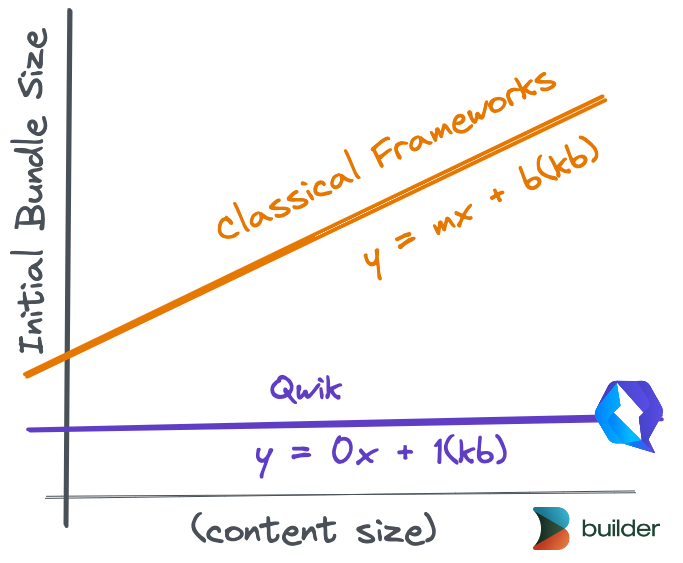 Initial Bundle Size
Classical Frameworks
y = mx + b(kb)
Qwik
y = 0x + 1(kb)
(content size)
builder